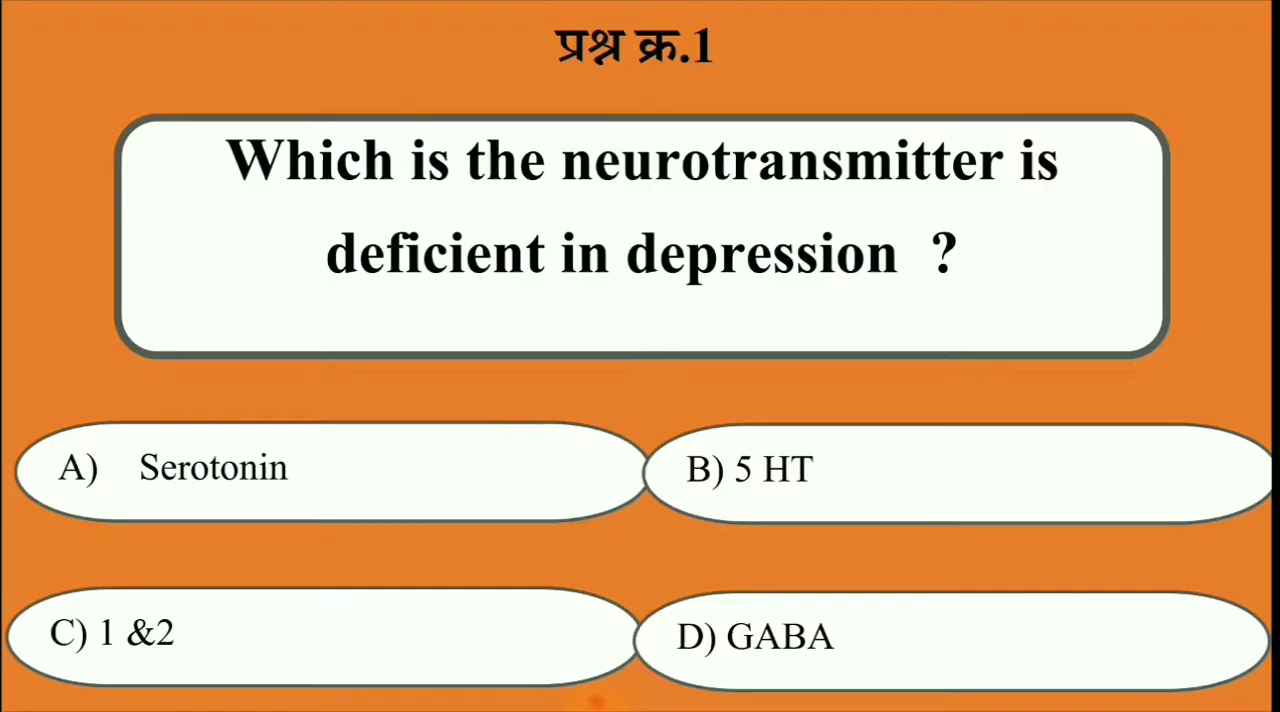 प्रश्न क्र.1
Which is the neurotransmitter is
deficient in depression ?
A) Serotonin
B) 5 HT
C) 1 &2
D) GABA